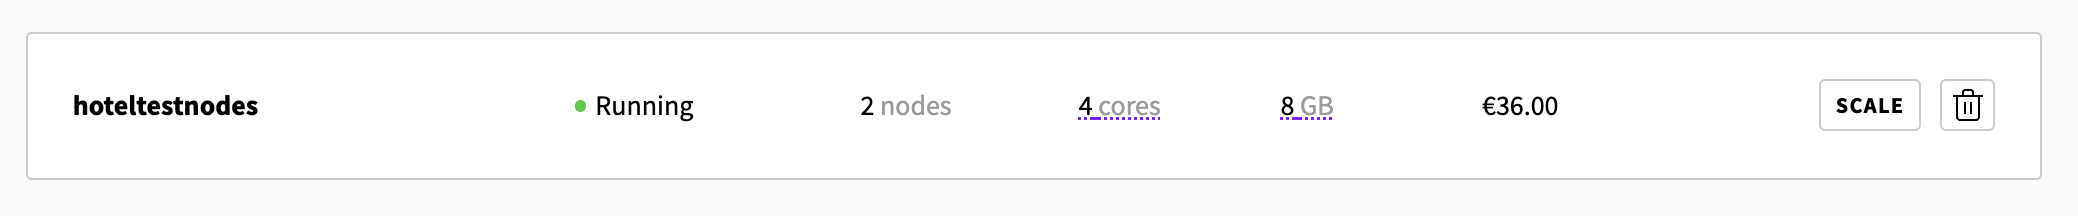 hoteltestnodes Running 2 nodes 4 cores 8 GB €36.00 SCALE